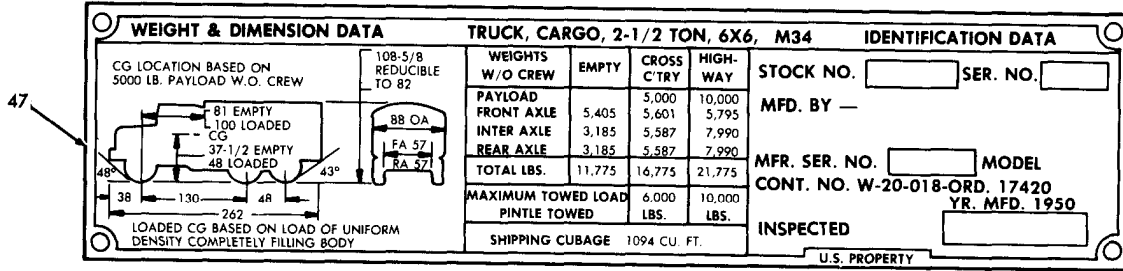 47
WEIGHT & DIMENSION DATA
CG LOCATION BASED ON
5000 LB. PAYLOAD W.O. CREW
108-5/8
REDUCIBLE
TO 82
81 EMPTY
100 LOADED
CG
37-1/2 EMPTY
48 LOADED
88 OA
FA 57
RA 57
48°
43°
38
130
48
262
LOADED CG BASED ON LOAD OF UNIFORM
DENSITY COMPLETELY FILLING BODY
TRUCK, CARGO, 2-1/2 TON, 6X6, M34
WEIGHTS W/O CREW EMPTY CROSS C'TRY HIGH-WAY
PAYLOAD 5,000 10,000
FRONT AXLE 5,405 5,601 5,795
INTER AXLE 3,185 5,587 7,990
REAR AXLE 3,185 5,587 7,990
TOTAL LBS. 11,775 16,775 21,775
MAXIMUM TOWED LOAD 6,000 10,000
PINTLE TOWED LBS. LBS.
SHIPPING CUBAGE 1094 CU. FT.
IDENTIFICATION DATA
STOCK NO. SER. NO.
MFD. BY —
MFR. SER. NO. MODEL
CONT. NO. W-20-018-ORD. 17420
YR. MFD. 1950
INSPECTED
U.S. PROPERTY